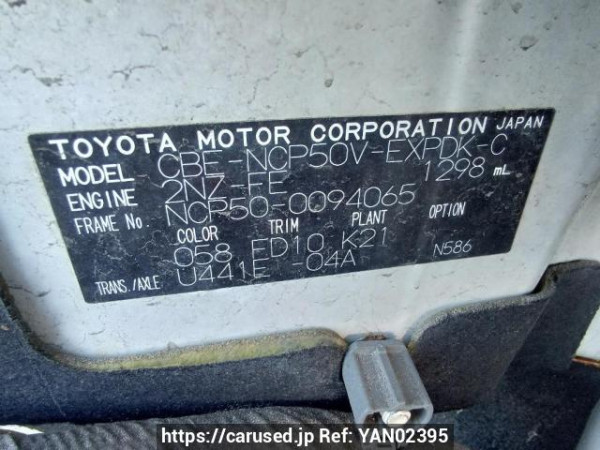 TOYOTA MOTOR CORPORATION JAPAN
MODEL CBE-NCP50V-EXPDK-C
ENGINE 2NZ-FE 1298 mL
FRAME No. NCP50-0094065
COLOR TRIM PLANT OPTION
058 FD10 K21 N586
TRANS./AXLE U441E -04A
https://carused.jp Ref: YAN02395